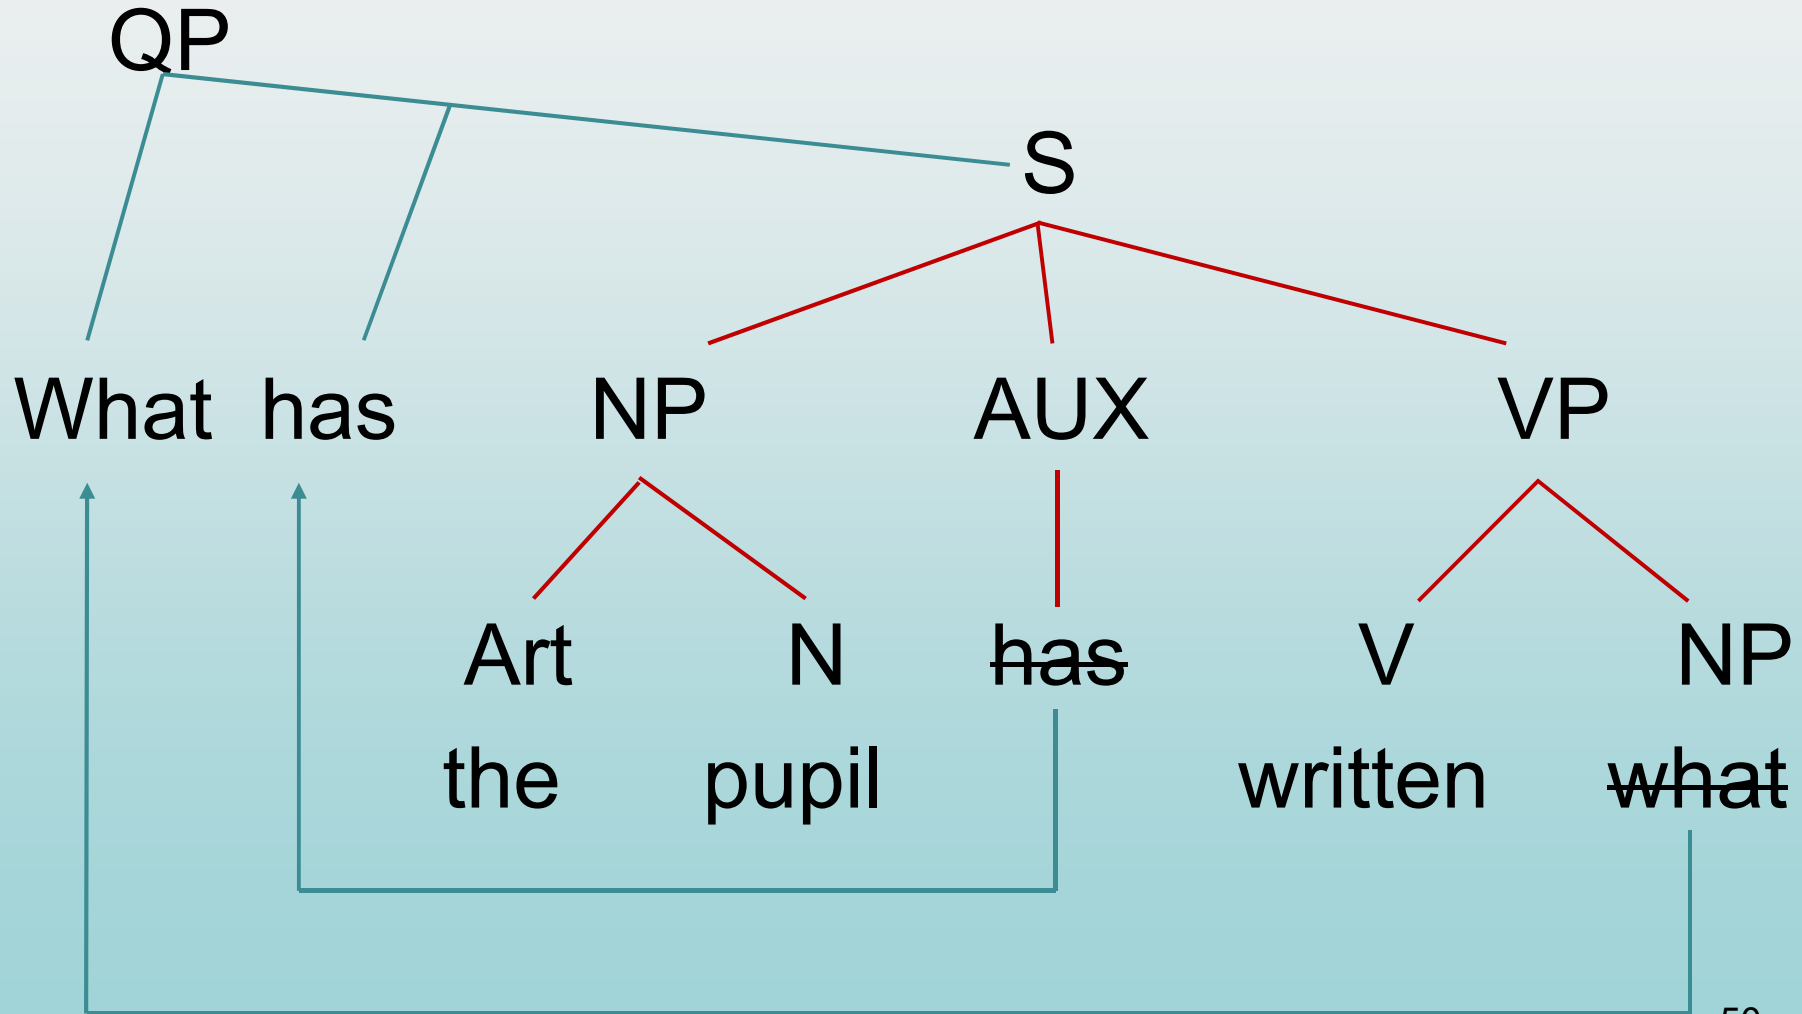 QP
S
What has NP AUX VP
Art N has V NP
the pupil written what